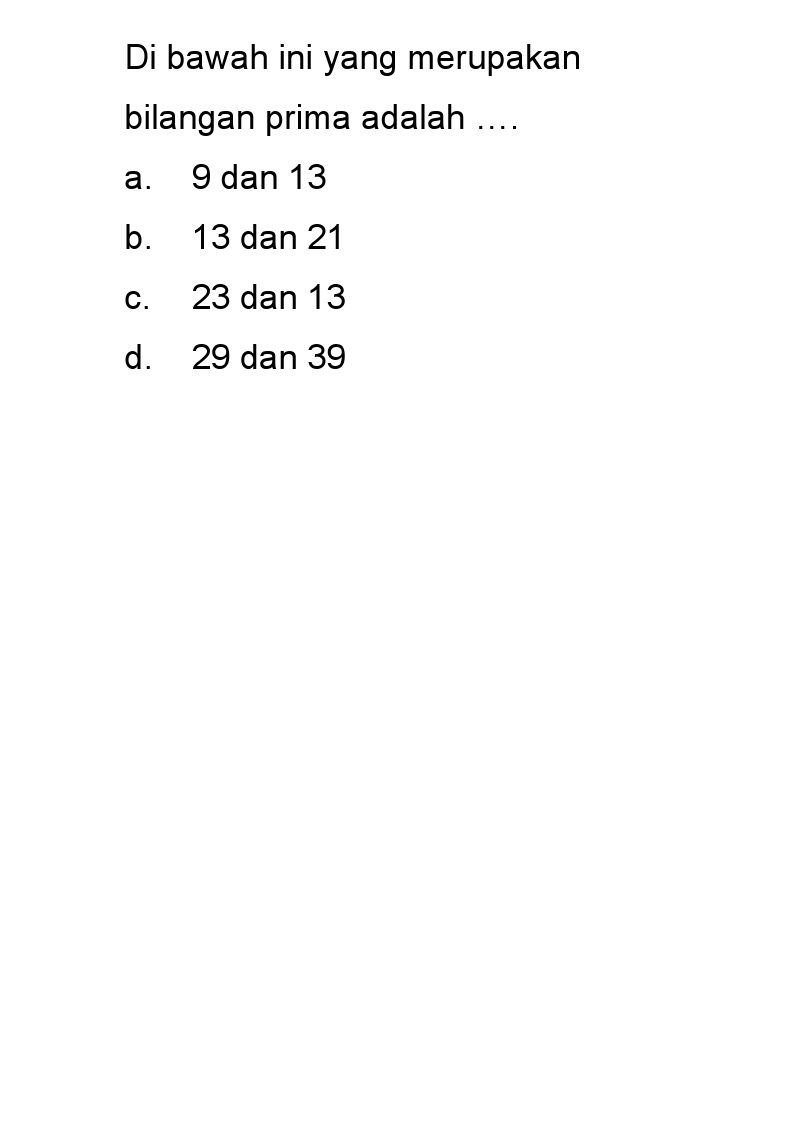 Di bawah ini yang merupakan
bilangan prima adalah ....
a. 9 dan 13
b. 13 dan 21
c. 23 dan 13
d. 29 dan 39